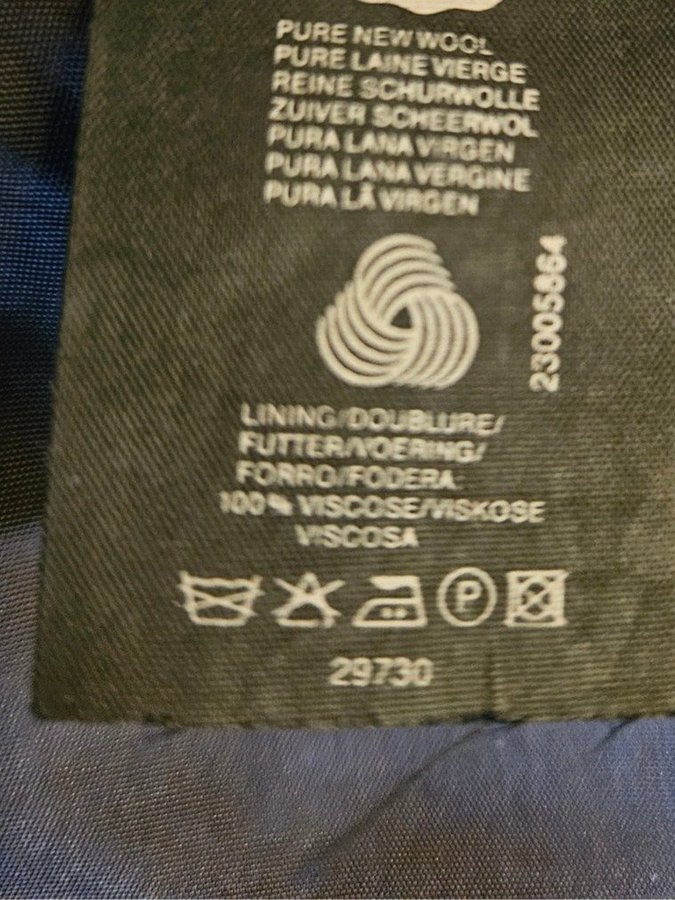 PURE NEW WOOL
PURE LAINE VIERGE
REINE SCHURWOLLE
ZUIVER SCHEERWOL
PURA LANA VIRGEN
PURA LANA VERGINE
PURA LÃ VIRGEN
23005864
LINING/DOUBLURE/
FUTTER/VOERING/
FORRO/FODERA:
100% VISCOSE/VISKOSE
VISCOSA
P
29730